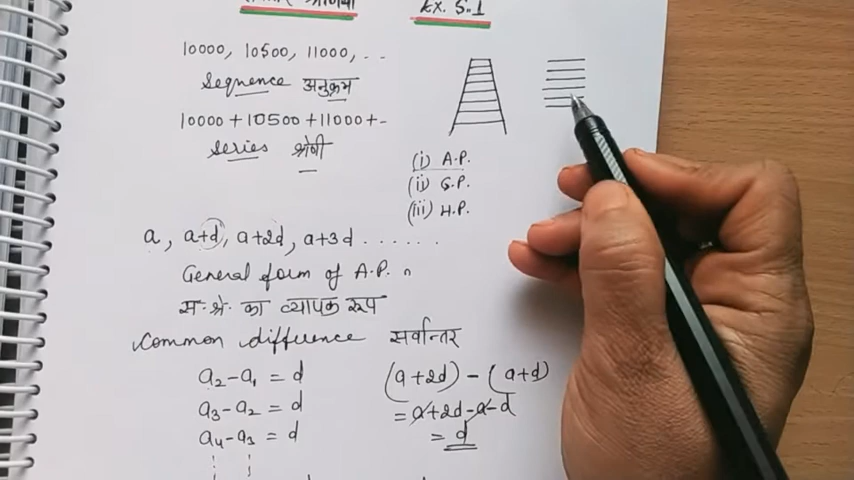 Ex. 5.1
10000, 10500, 11000, ...
Sequence अनुक्रम
10000 + 10500 + 11000 + -
Series श्रेणी
(i) A.P.
(ii) G.P.
(iii) H.P.
a, a+d, a+2d, a+3d . . . . . .
General form of A.P. n
स. श्रे. का व्यापक रूप
Common difference सर्वान्तर
a₂ - a₁ = d
a₃ - a₂ = d
a₄ - a₃ = d
(a + 2d) - (a + d)
= a + 2d - a - d
= d